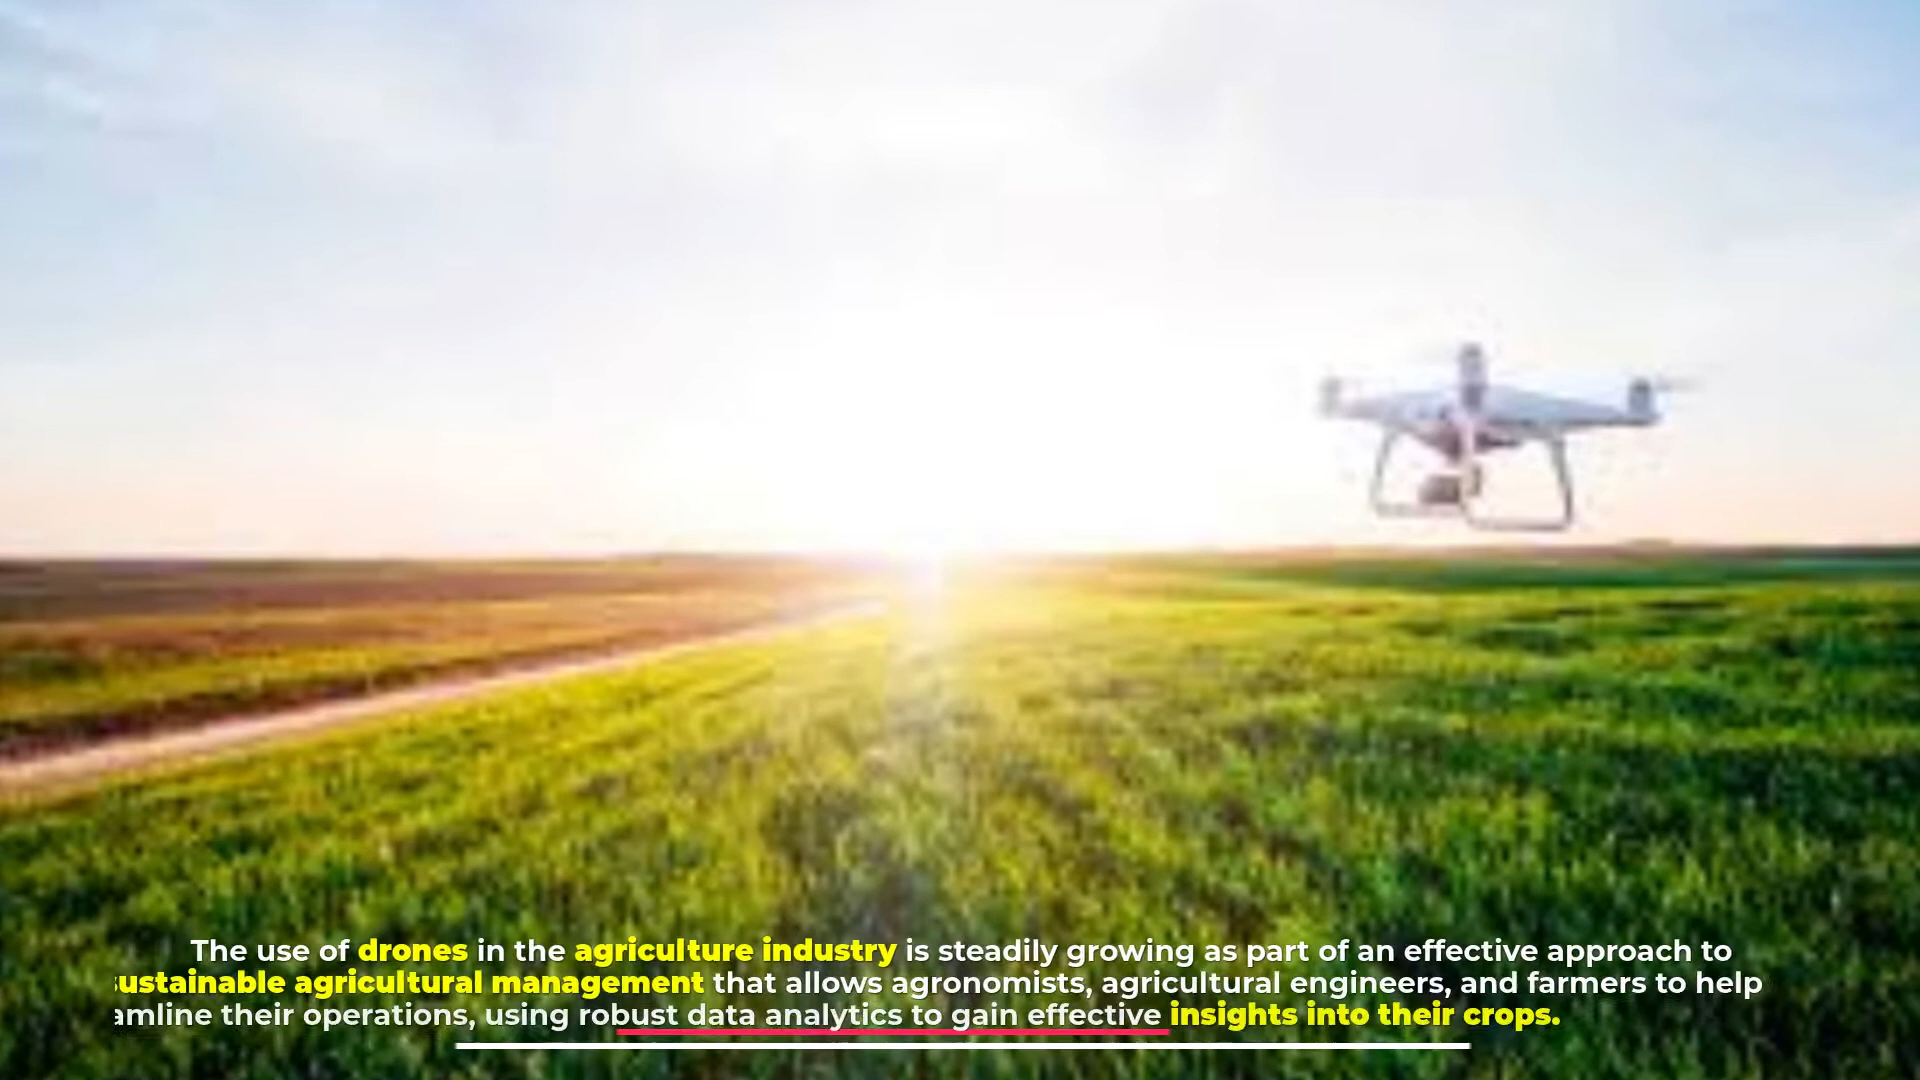 The use of drones in the agriculture industry is steadily growing as part of an effective approach to
sustainable agricultural management that allows agronomists, agricultural engineers, and farmers to help
amline their operations, using robust data analytics to gain effective insights into their crops.